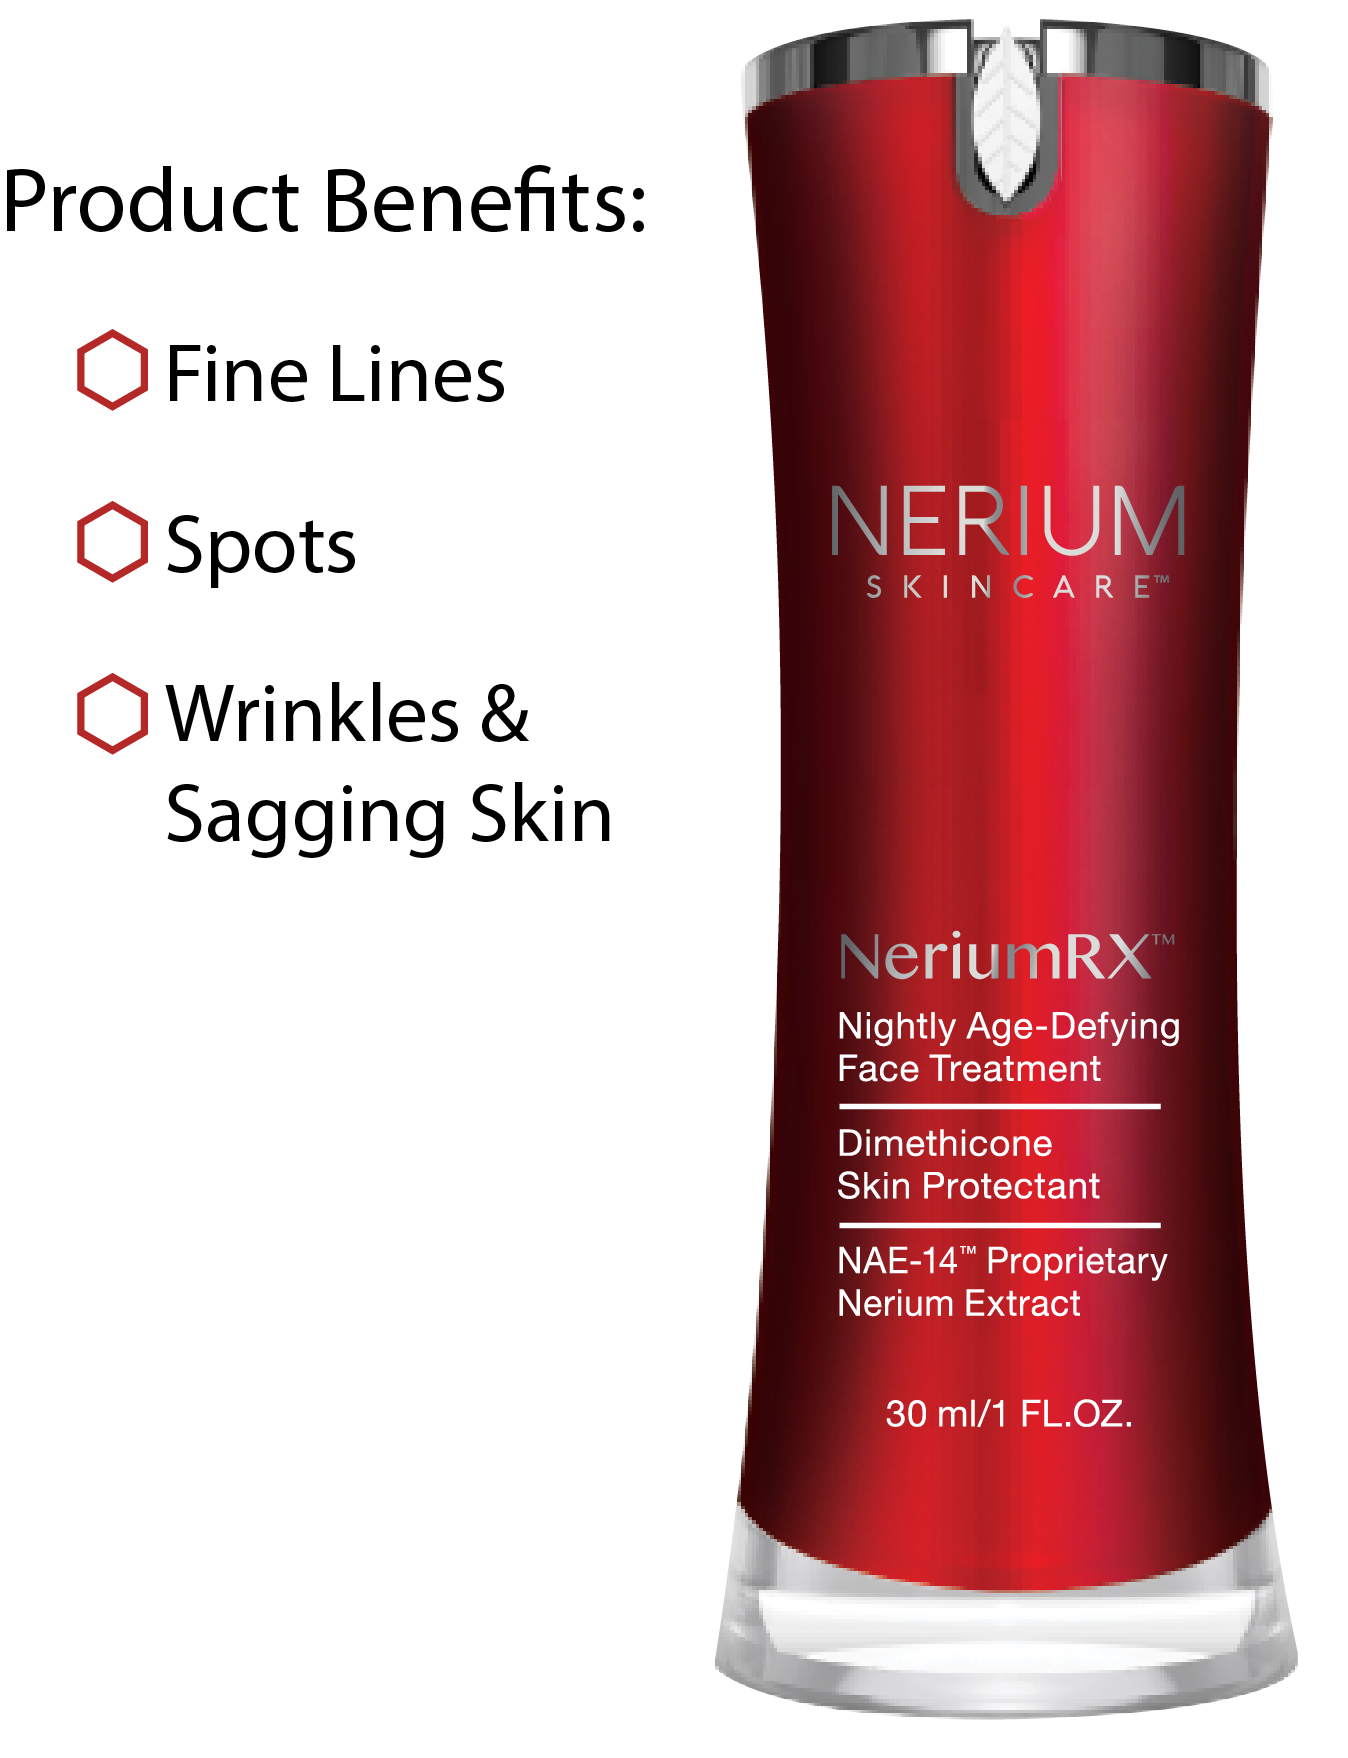 Product Benefits:
Fine Lines
Spots
Wrinkles &
Sagging Skin
NERIUM
SKINCARE™
NeriumRX™
Nightly Age-Defying
Face Treatment
Dimethicone
Skin Protectant
NAE-14™ Proprietary
Nerium Extract
30 ml/1 FL.OZ.